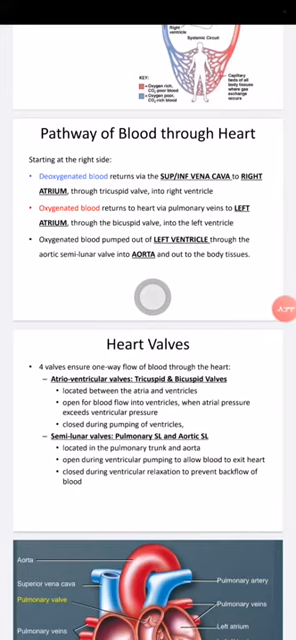 Right
ventricle
Systemic Circuit
KEY:
= Oxygen rich,
CO₂-poor blood
= Oxygen poor,
CO₂-rich blood
Capillary
beds of all
body tissues
where gas
exchange
occurs
Pathway of Blood through Heart
Starting at the right side:
• Deoxygenated blood returns via the SUP/INF VENA CAVA to RIGHT
ATRIUM, through tricuspid valve, into right ventricle
• Oxygenated blood returns to heart via pulmonary veins to LEFT
ATRIUM, through the bicuspid valve, into the left ventricle
• Oxygenated blood pumped out of LEFT VENTRICLE through the
aortic semi-lunar valve into AORTA and out to the body tissues.
Heart Valves
• 4 valves ensure one-way flow of blood through the heart:
– Atrio-ventricular valves: Tricuspid & Bicuspid Valves
• located between the atria and ventricles
• open for blood flow into ventricles, when atrial pressure
exceeds ventricular pressure
• closed during pumping of ventricles,
– Semi-lunar valves: Pulmonary SL and Aortic SL
• located in the pulmonary trunk and aorta
• open during ventricular pumping to allow blood to exit heart
• closed during ventricular relaxation to prevent backflow of
blood
Aorta
Superior vena cava
Pulmonary valve
Pulmonary veins
Pulmonary artery
Pulmonary veins
Left atrium